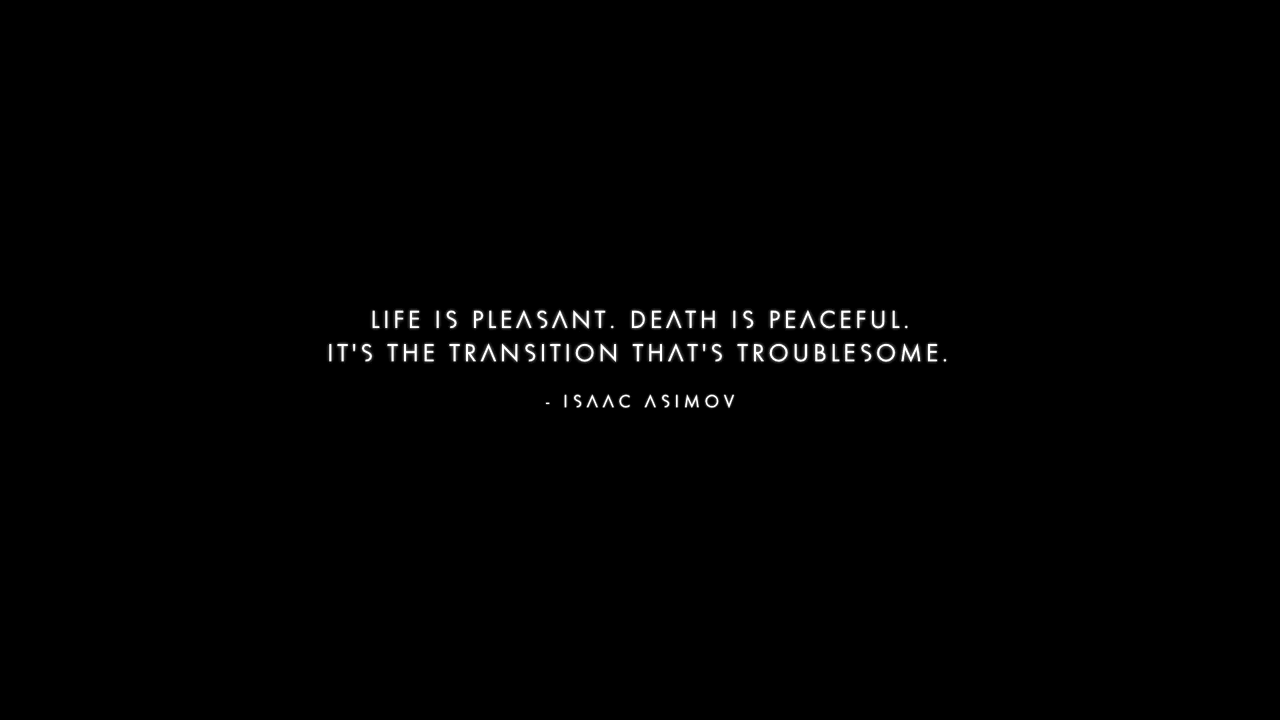 LIFE IS PLEASANT. DEATH IS PEACEFUL.
IT'S THE TRANSITION THAT'S TROUBLESOME.
- ISAAC ASIMOV